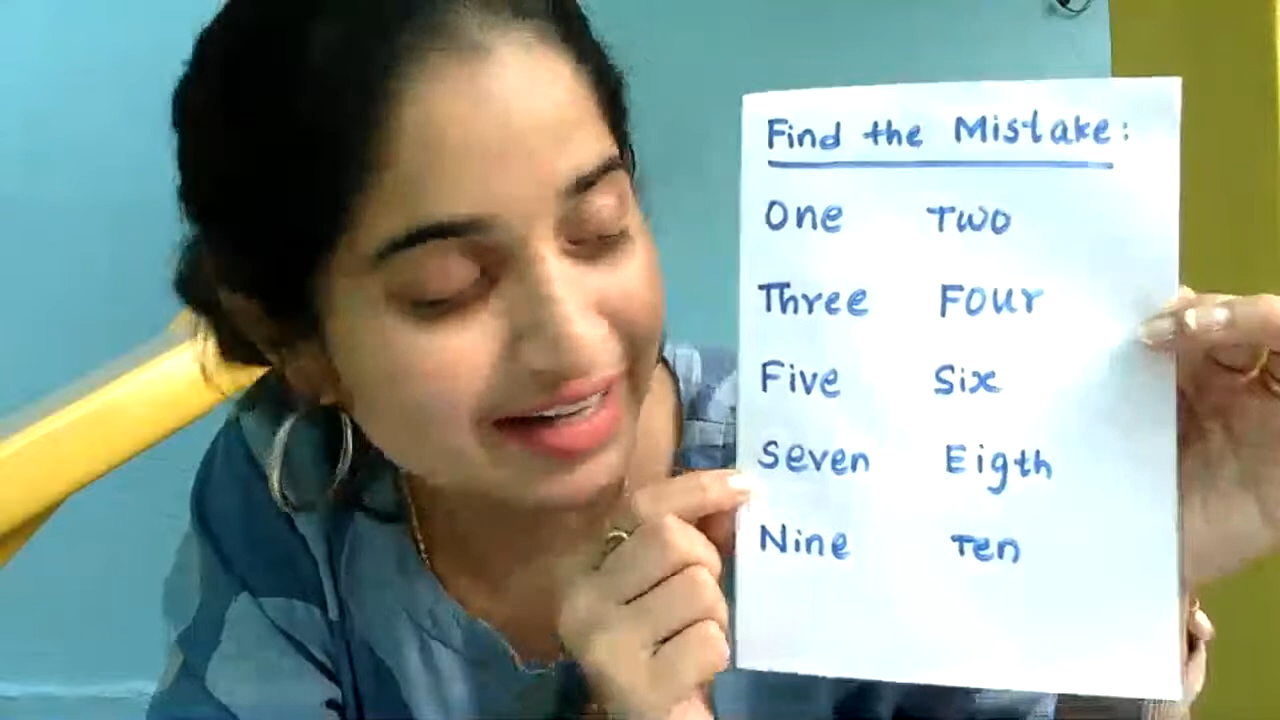 Find the Mistake:
One Two
Three Four
Five Six
Seven Eigth
Nine Ten